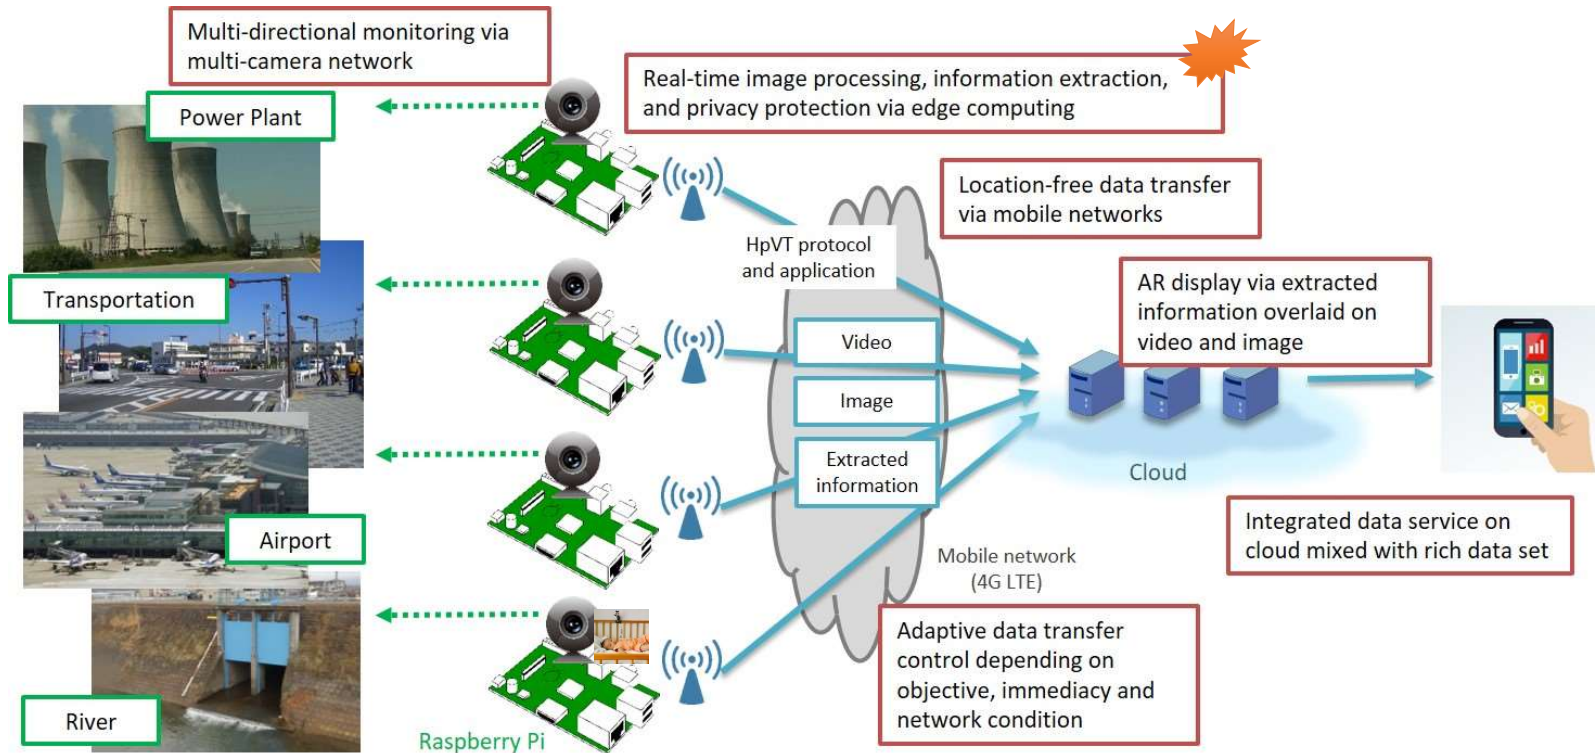 Multi-directional monitoring via
multi-camera network
Real-time image processing, information extraction,
and privacy protection via edge computing
Power Plant
Location-free data transfer
via mobile networks
HpVT protocol
and application
Transportation
AR display via extracted
information overlaid on
video and image
Video
Image
Extracted
information
Cloud
Airport
Integrated data service on
cloud mixed with rich data set
Mobile network
(4G LTE)
Adaptive data transfer
control depending on
objective, immediacy and
network condition
River
Raspberry Pi